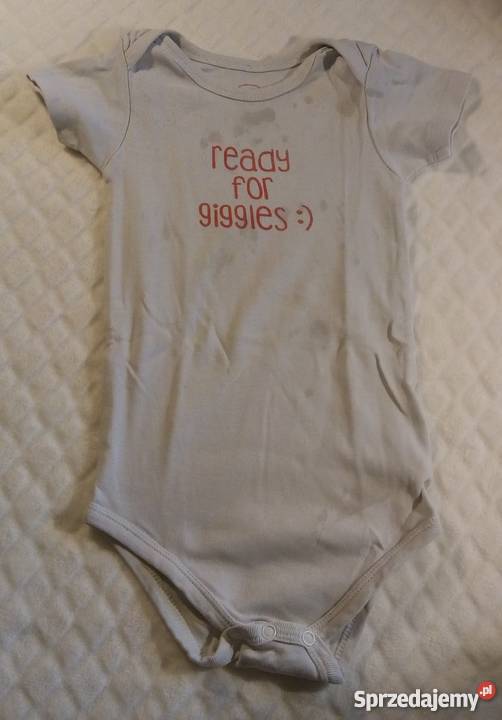 ready
for
giggles :)
Sprzedajemy.pl